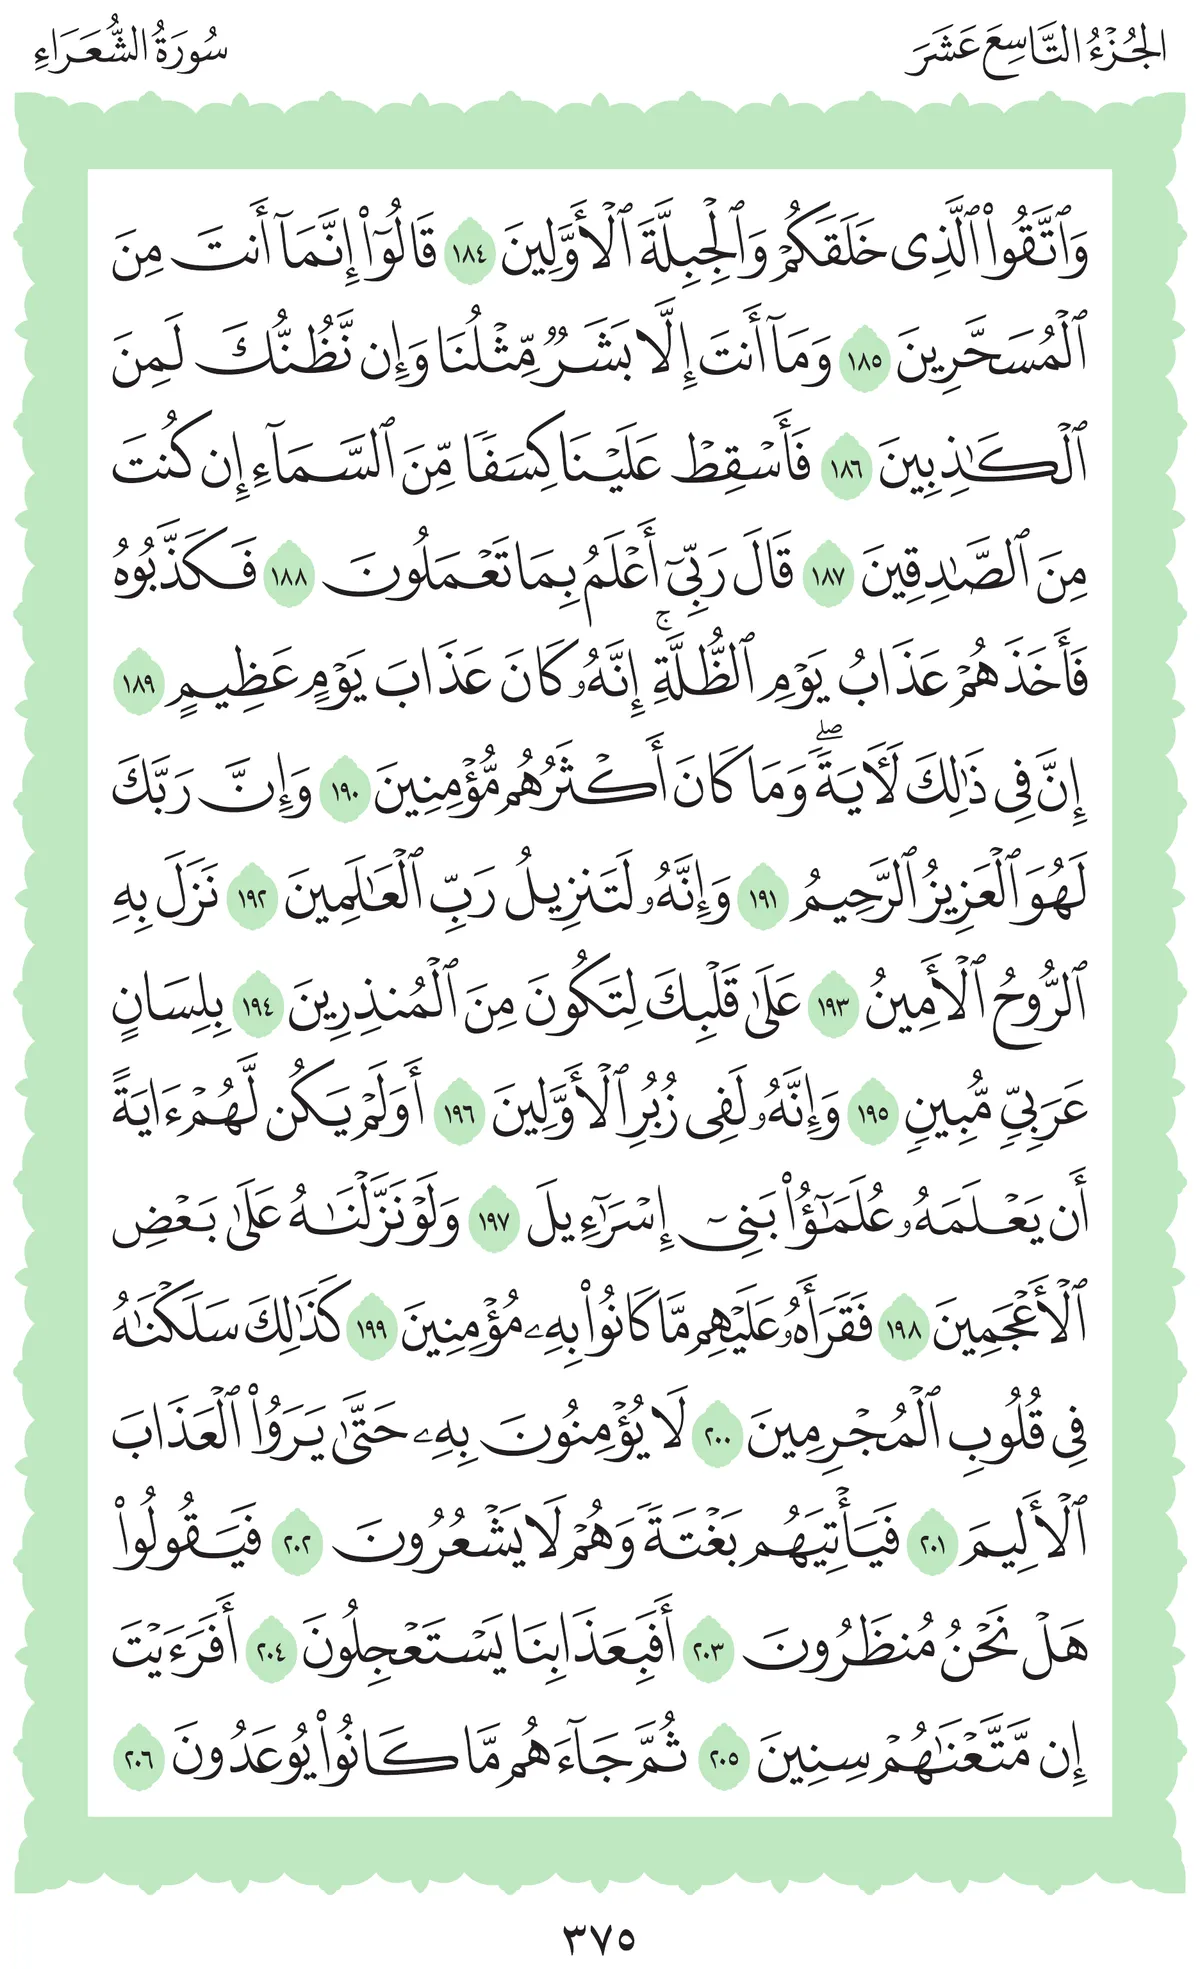 الجُزْءُ التَّاسِعَ عَشَرَ
سُورَةُ الشُّعَرَاءِ
وَٱتَّقُواْ ٱلَّذِى خَلَقَكُمْ وَٱلْجِبِلَّةَ ٱلْأَوَّلِينَ ١٨٤ قَالُوٓاْ إِنَّمَآ أَنتَ مِنَ
ٱلْمُسَحَّرِينَ ١٨٥ وَمَآ أَنتَ إِلَّا بَشَرٌ مِّثْلُنَا وَإِن نَّظُنُّكَ لَمِنَ
ٱلْكَٰذِبِينَ ١٨٦ فَأَسْقِطْ عَلَيْنَا كِسَفًا مِّنَ ٱلسَّمَآءِ إِن كُنتَ
مِنَ ٱلصَّٰدِقِينَ ١٨٧ قَالَ رَبِّىٓ أَعْلَمُ بِمَا تَعْمَلُونَ ١٨٨ فَكَذَّبُوهُ
فَأَخَذَهُمْ عَذَابُ يَوْمِ ٱلظُّلَّةِ ۚ إِنَّهُۥ كَانَ عَذَابَ يَوْمٍ عَظِيمٍ ١٨٩
إِنَّ فِى ذَٰلِكَ لَأٓيَةً ۖ وَمَا كَانَ أَكْثَرُهُم مُّؤْمِنِينَ ١٩٠ وَإِنَّ رَبَّكَ
لَهُوَ ٱلْعَزِيزُ ٱلرَّحِيمُ ١٩١ وَإِنَّهُۥ لَتَنزِيلُ رَبِّ ٱلْعَٰلَمِينَ ١٩٢ نَزَلَ بِهِ
ٱلرُّوحُ ٱلْأَمِينُ ١٩٣ عَلَىٰ قَلْبِكَ لِتَكُونَ مِنَ ٱلْمُنذِرِينَ ١٩٤ بِلِسَانٍ
عَرَبِىٍّ مُّبِينٍ ١٩٥ وَإِنَّهُۥ لَفِى زُبُرِ ٱلْأَوَّلِينَ ١٩٦ أَوَلَمْ يَكُن لَّهُمْ ءَايَةً
أَن يَعْلَمَهُۥ عُلَمَٰٓؤُاْ بَنِىٓ إِسْرَٰٓءِيلَ ١٩٧ وَلَوْ نَزَّلْنَٰهُ عَلَىٰ بَعْضِ
ٱلْأَعْجَمِينَ ١٩٨ فَقَرَأَهُۥ عَلَيْهِم مَّا كَانُواْ بِهِۦ مُؤْمِنِينَ ١٩٩ كَذَٰلِكَ سَلَكْنَٰهُ
فِى قُلُوبِ ٱلْمُجْرِمِينَ ٢٠٠ لَا يُؤْمِنُونَ بِهِۦ حَتَّىٰ يَرَوُاْ ٱلْعَذَابَ
ٱلْأَلِيمَ ٢٠١ فَيَأْتِيَهُم بَغْتَةً وَهُمْ لَا يَشْعُرُونَ ٢٠٢ فَيَقُولُواْ
هَلْ نَحْنُ مُنظَرُونَ ٢٠٣ أَفَبِعَذَابِنَا يَسْتَعْجِلُونَ ٢٠٤ أَفَرَءَيْتَ
إِن مَّتَّعْنَٰهُمْ سِنِينَ ٢٠٥ ثُمَّ جَآءَهُم مَّا كَانُواْ يُوعَدُونَ ٢٠٦
٣٧٥